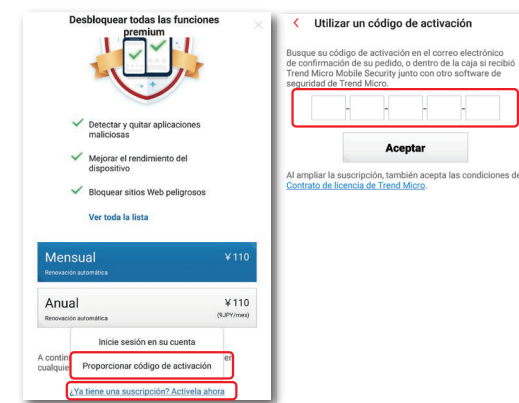 Desbloquear todas las funciones
premium
Detectar y quitar aplicaciones
maliciosas
Mejorar el rendimiento del
dispositivo
Bloquear sitios Web peligrosos
Ver toda la lista
Mensual ¥110
Renovación automática
Anual ¥110
Renovación automática (9JPY/mes)
Inicie sesión en su cuenta
A contin en
cualquie Proporcionar código de activación
¿Ya tiene una suscripción? Actívela ahora
Utilizar un código de activación
Busque su código de activación en el correo electrónico
de confirmación de su pedido, o dentro de la caja si recibió
Trend Micro Mobile Security junto con otro software de
seguridad de Trend Micro.
- - - -
Aceptar
Al ampliar la suscripción, también acepta las condiciones de
Contrato de licencia de Trend Micro.